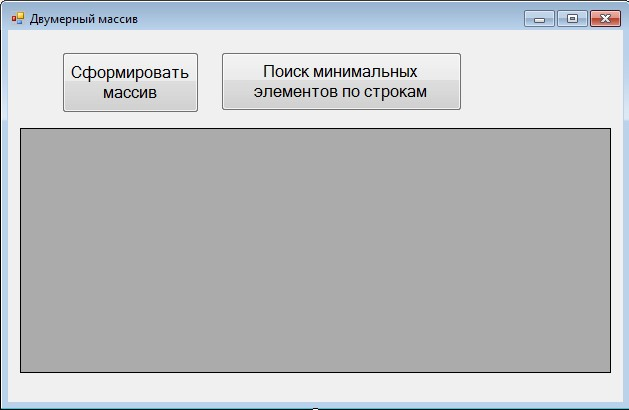 Двумерный массив
Сформировать
массив
Поиск минимальных
элементов по строкам